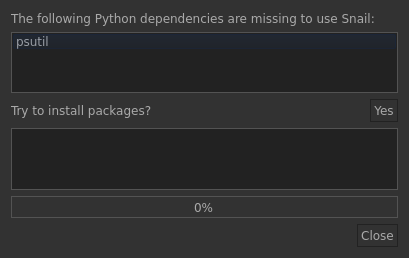 The following Python dependencies are missing to use Snail:
psutil
Try to install packages?
Yes
0%
Close